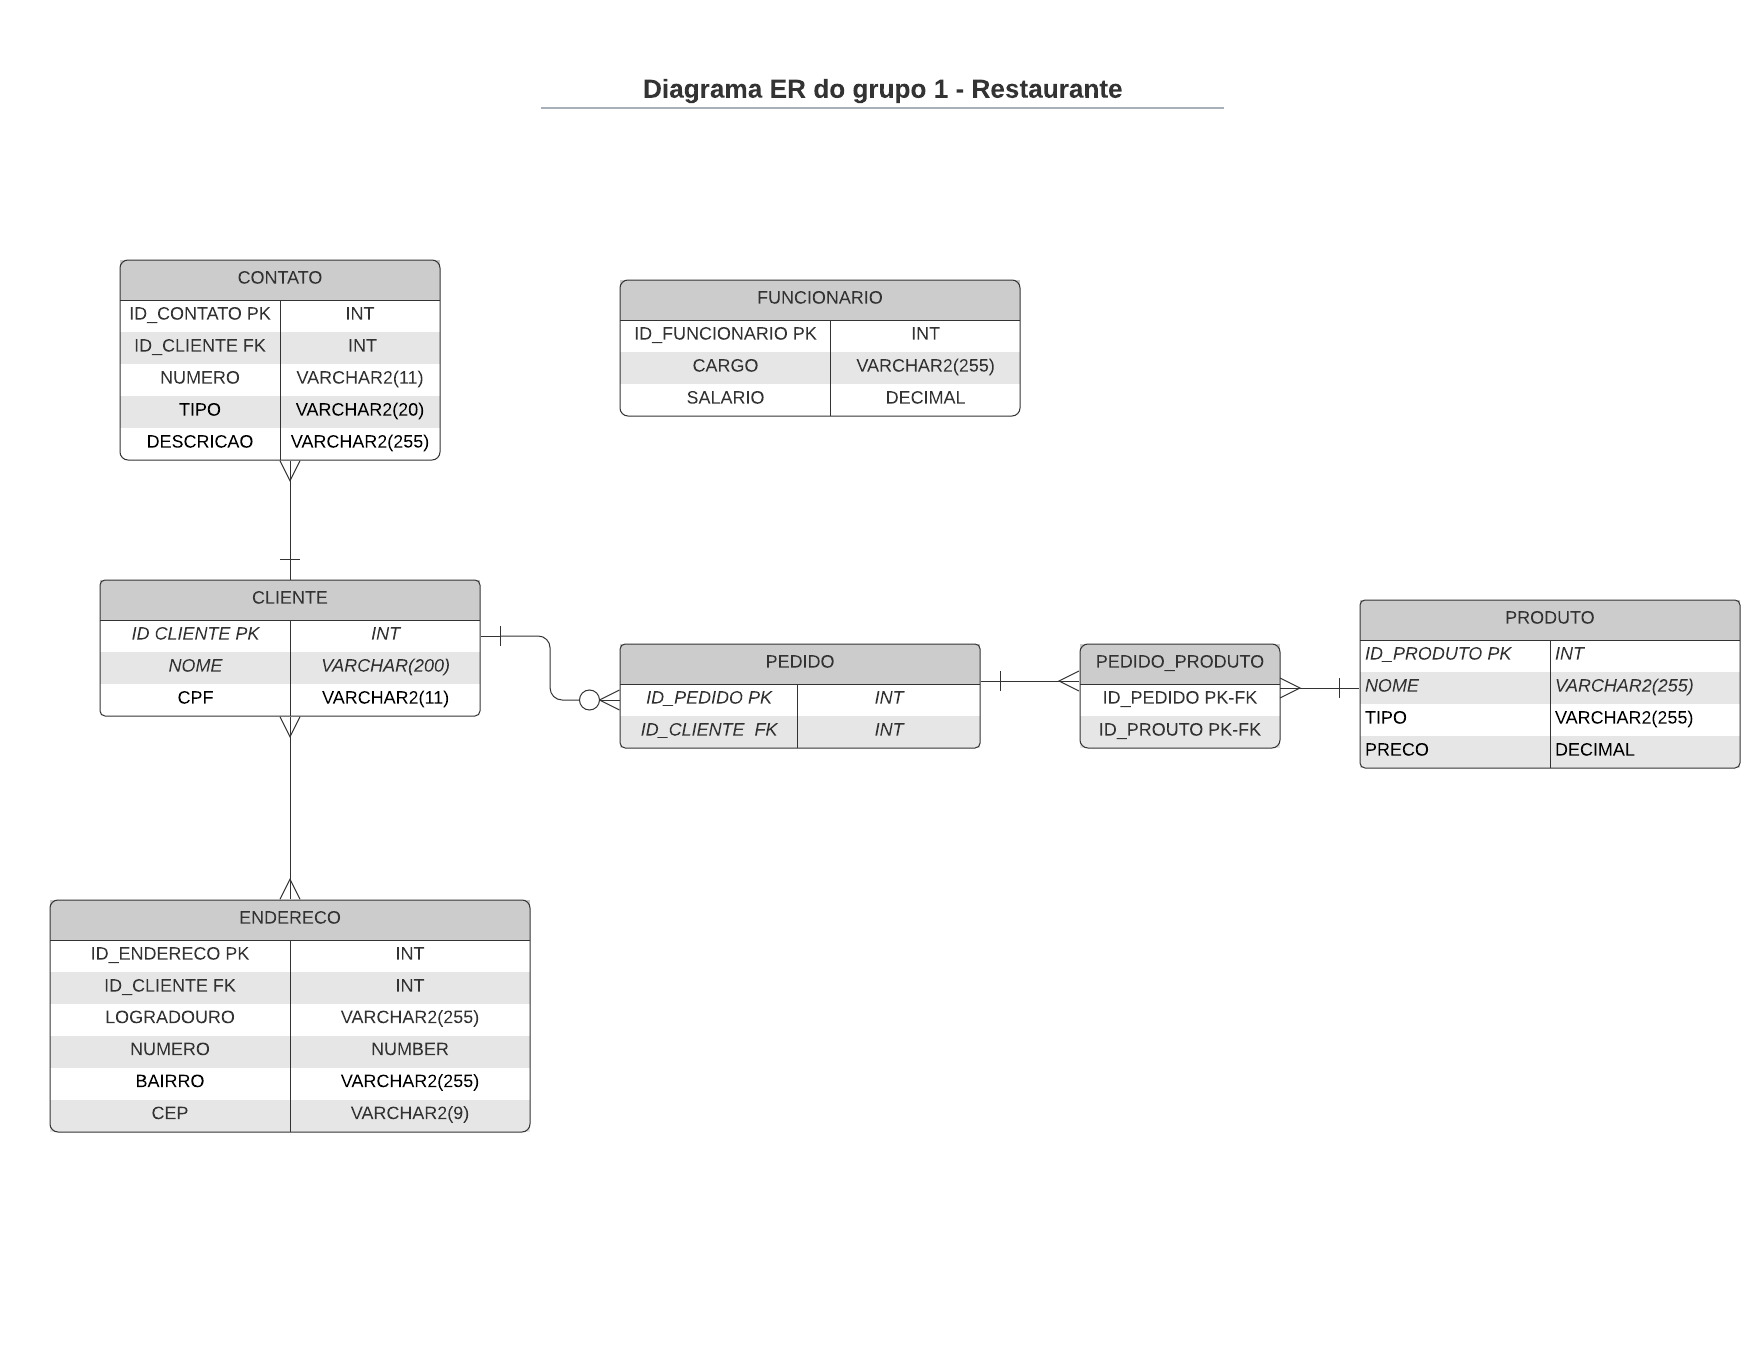 Diagrama ER do grupo 1 - Restaurante
CONTATO
ID_CONTATO PK INT
ID_CLIENTE FK INT
NUMERO VARCHAR2(11)
TIPO VARCHAR2(20)
DESCRICAO VARCHAR2(255)
FUNCIONARIO
ID_FUNCIONARIO PK INT
CARGO VARCHAR2(255)
SALARIO DECIMAL
CLIENTE
ID CLIENTE PK INT
NOME VARCHAR(200)
CPF VARCHAR2(11)
PEDIDO
ID_PEDIDO PK INT
ID_CLIENTE FK INT
PEDIDO_PRODUTO
ID_PEDIDO PK-FK
ID_PROUTO PK-FK
PRODUTO
ID_PRODUTO PK INT
NOME VARCHAR2(255)
TIPO VARCHAR2(255)
PRECO DECIMAL
ENDERECO
ID_ENDERECO PK INT
ID_CLIENTE FK INT
LOGRADOURO VARCHAR2(255)
NUMERO NUMBER
BAIRRO VARCHAR2(255)
CEP VARCHAR2(9)